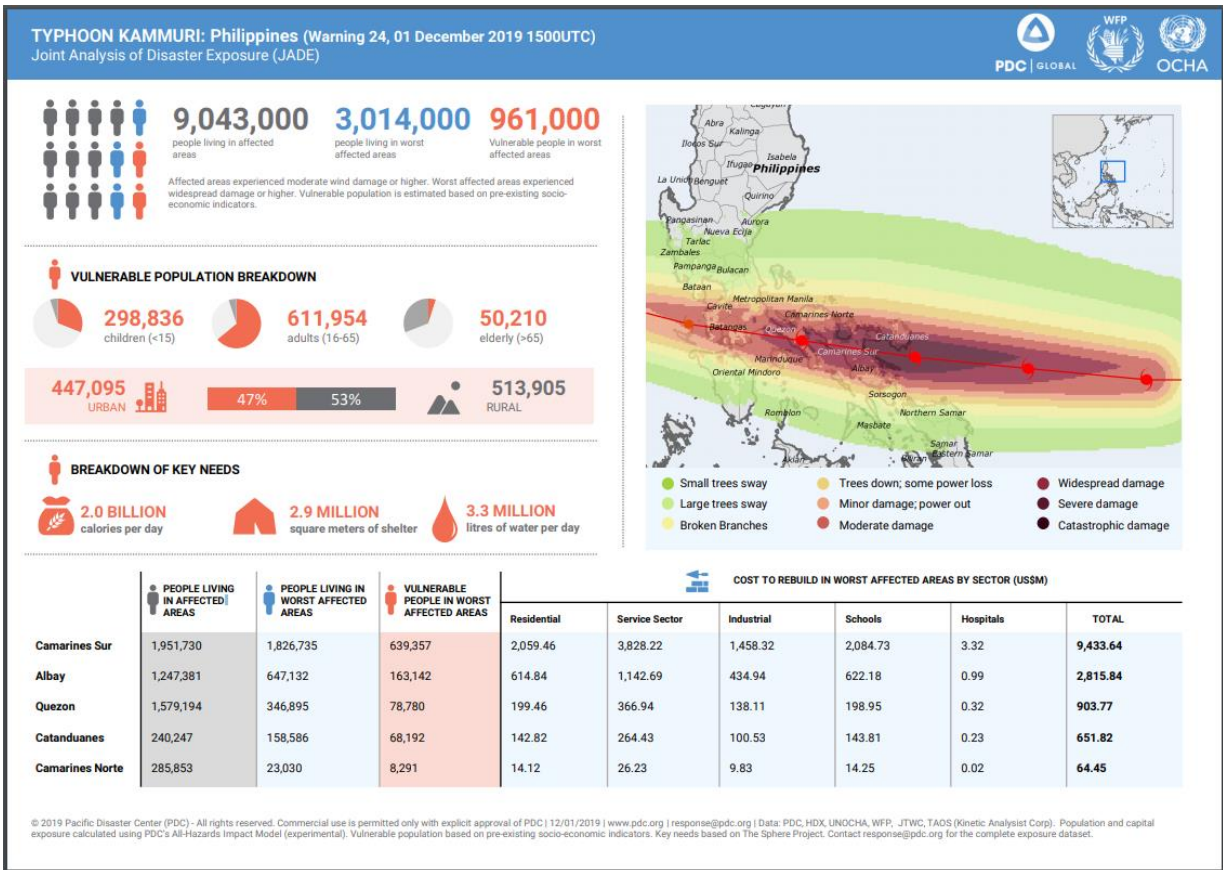 TYPHOON KAMMURI: Philippines (Warning 24, 01 December 2019 1500UTC)
Joint Analysis of Disaster Exposure (JADE)
PDC | GLOBAL
WFP
OCHA
9,043,000
people living in affected
areas
3,014,000
people living in worst
affected areas
961,000
Vulnerable people in worst
affected areas
Affected areas experienced moderate wind damage or higher. Worst affected areas experienced
widespread damage or higher. Vulnerable population is estimated based on pre-existing socio-
economic indicators.
VULNERABLE POPULATION BREAKDOWN
298,836
children (<15)
611,954
adults (16-65)
50,210
elderly (>65)
447,095
URBAN
47%
53%
513,905
RURAL
BREAKDOWN OF KEY NEEDS
2.0 BILLION
calories per day
2.9 MILLION
square meters of shelter
3.3 MILLION
litres of water per day
Abra
Kalinga
Ilocos Sur
Ifugao
Isabela
Philippines
La Union
Benguet
Quirino
Pangasinan
Aurora
Nueva Ecija
Tarlac
Zambales
Pampanga
Bulacan
Bataan
Metropolitan Manila
Cavite
Camarines Norte
Batangas
Quezon
Catanduanes
Camarines Sur
Marinduque
Albay
Oriental Mindoro
Sorsogon
Romblon
Northern Samar
Masbate
Samar
Eastern Samar
Aklan
Biliran
Small trees sway
Large trees sway
Broken Branches
Trees down; some power loss
Minor damage; power out
Moderate damage
Widespread damage
Severe damage
Catastrophic damage
PEOPLE LIVING
IN AFFECTED
AREAS
PEOPLE LIVING IN
WORST AFFECTED
AREAS
VULNERABLE
PEOPLE IN WORST
AFFECTED AREAS
COST TO REBUILD IN WORST AFFECTED AREAS BY SECTOR (US$M)
Residential Service Sector Industrial Schools Hospitals TOTAL
Camarines Sur 1,951,730 1,826,735 639,357 2,059.46 3,828.22 1,458.32 2,084.73 3.32 9,433.64
Albay 1,247,381 647,132 163,142 614.84 1,142.69 434.94 622.18 0.99 2,815.84
Quezon 1,579,194 346,895 78,780 199.46 366.94 138.11 198.95 0.32 903.77
Catanduanes 240,247 158,586 68,192 142.82 264.43 100.53 143.81 0.23 651.82
Camarines Norte 285,853 23,030 8,291 14.12 26.23 9.83 14.25 0.02 64.45
© 2019 Pacific Disaster Center (PDC) - All rights reserved. Commercial use is permitted only with explicit approval of PDC | 12/01/2019 | www.pdc.org | response@pdc.org | Data: PDC, HDX, UNOCHA, WFP, JTWC, TAOS (Kinetic Analysist Corp). Population and capital
exposure calculated using PDC's All-Hazards Impact Model (experimental). Vulnerable population based on pre-existing socio-economic indicators. Key needs based on The Sphere Project. Contact response@pdc.org for the complete exposure dataset.